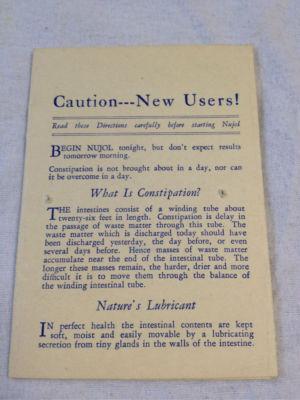 Caution---New Users!
Read these Directions carefully before starting Nujol
BEGIN NUJOL tonight, but don't expect results
tomorrow morning.
Constipation is not brought about in a day, nor can
it be overcome in a day.
What Is Constipation?
THE intestines consist of a winding tube about
twenty-six feet in length. Constipation is delay in
the passage of waste matter through this tube. The
waste matter which is discharged today should have
been discharged yesterday, the day before, or even
several days before. Hence masses of waste matter
accumulate near the end of the intestinal tube. The
longer these masses remain, the harder, drier and more
difficult it is to move them through the balance of
the winding intestinal tube.
Nature's Lubricant
IN perfect health the intestinal contents are kept
soft, moist and easily movable by a lubricating
secretion from tiny glands in the walls of the intestine.